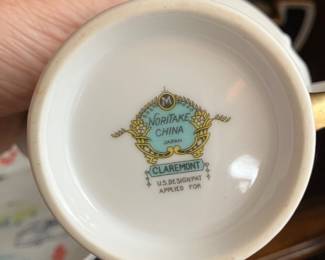 M
NORITAKE
CHINA
JAPAN
CLAREMONT
U.S. DESIGN PAT.
APPLIED FOR